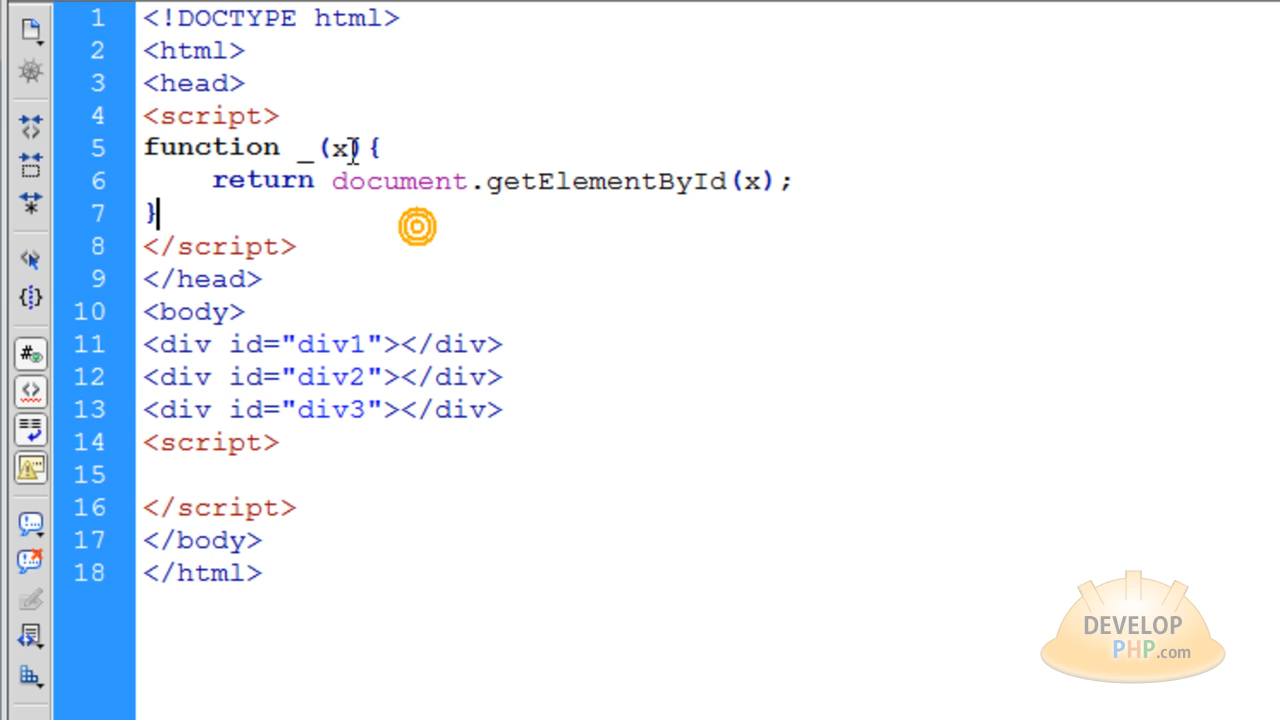 1 <!DOCTYPE html>
2 <html>
3 <head>
4 <script>
5 function _(x){
6 return document.getElementById(x);
7 }
8 </script>
9 </head>
10 <body>
11 <div id="div1"></div>
12 <div id="div2"></div>
13 <div id="div3"></div>
14 <script>
15
16 </script>
17 </body>
18 </html>
DEVELOP
PHP.com